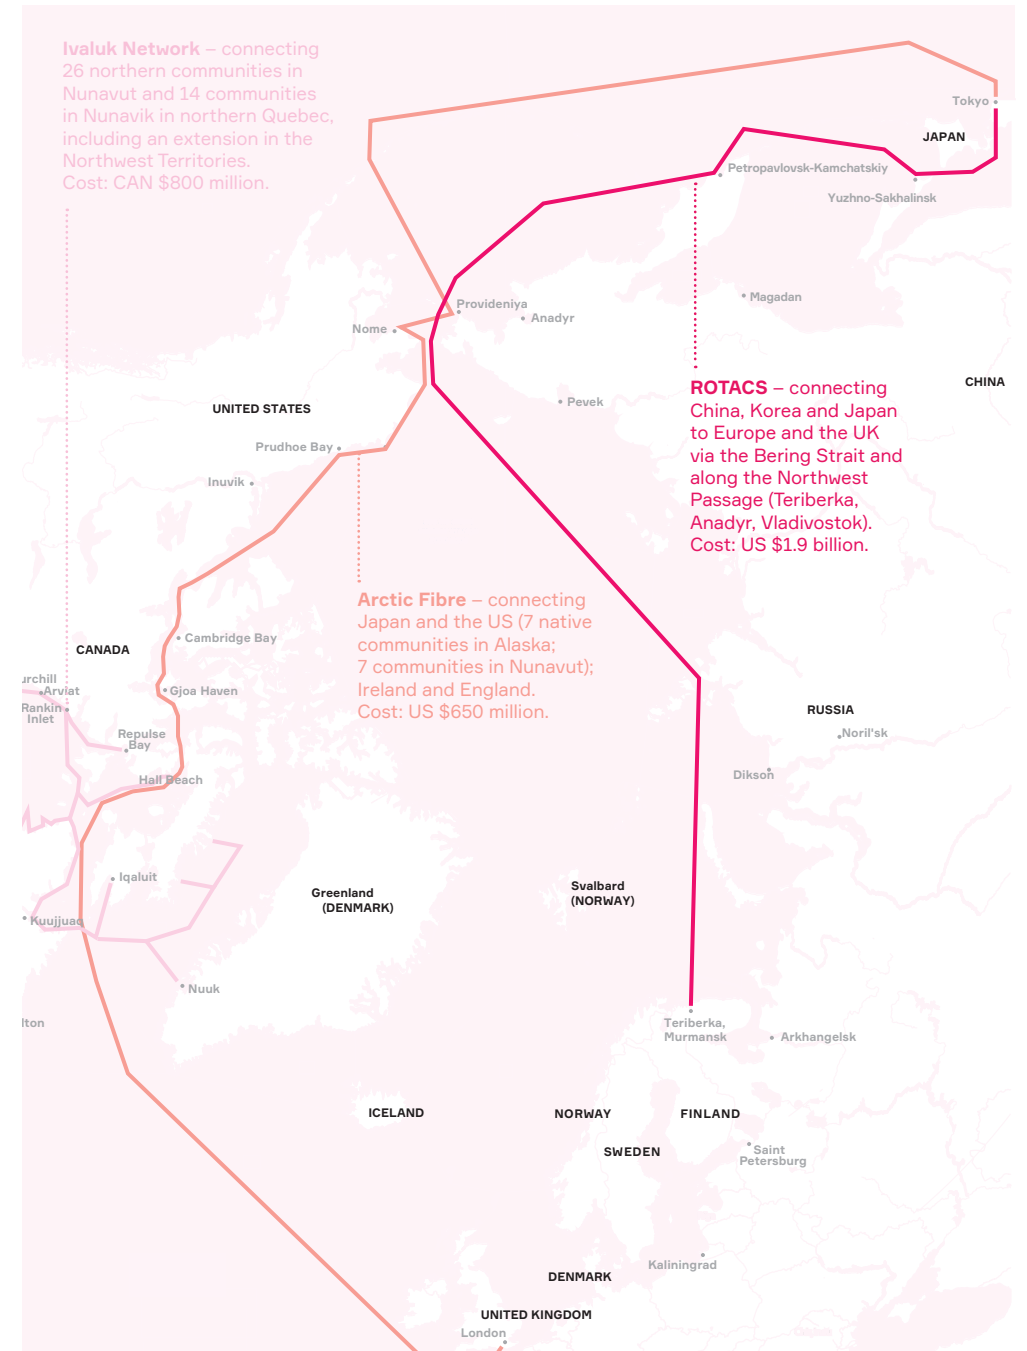 Ivaluk Network – connecting
26 northern communities in
Nunavut and 14 communities
in Nunavik in northern Quebec,
including an extension in the
Northwest Territories.
Cost: CAN $800 million.
Tokyo
JAPAN
Petropavlovsk-Kamchatskiy
Yuzhno-Sakhalinsk
Magadan
Provideniya
Anadyr
Nome
CHINA
ROTACS – connecting
China, Korea and Japan
to Europe and the UK
via the Bering Strait and
along the Northwest
Passage (Teriberka,
Anadyr, Vladivostok).
Cost: US $1.9 billion.
Pevek
UNITED STATES
Prudhoe Bay
Inuvik
Arctic Fibre – connecting
Japan and the US (7 native
communities in Alaska;
7 communities in Nunavut);
Ireland and England.
Cost: US $650 million.
Cambridge Bay
CANADA
urchill
Arviat
Gjoa Haven
Rankin
Inlet
RUSSIA
Noril'sk
Repulse
Bay
Dikson
Hall Beach
Iqaluit
Greenland
(DENMARK)
Svalbard
(NORWAY)
Kuujjuaq
Nuuk
lton
Teriberka,
Murmansk
Arkhangelsk
ICELAND
NORWAY
FINLAND
SWEDEN
Saint
Petersburg
Kaliningrad
DENMARK
UNITED KINGDOM
London